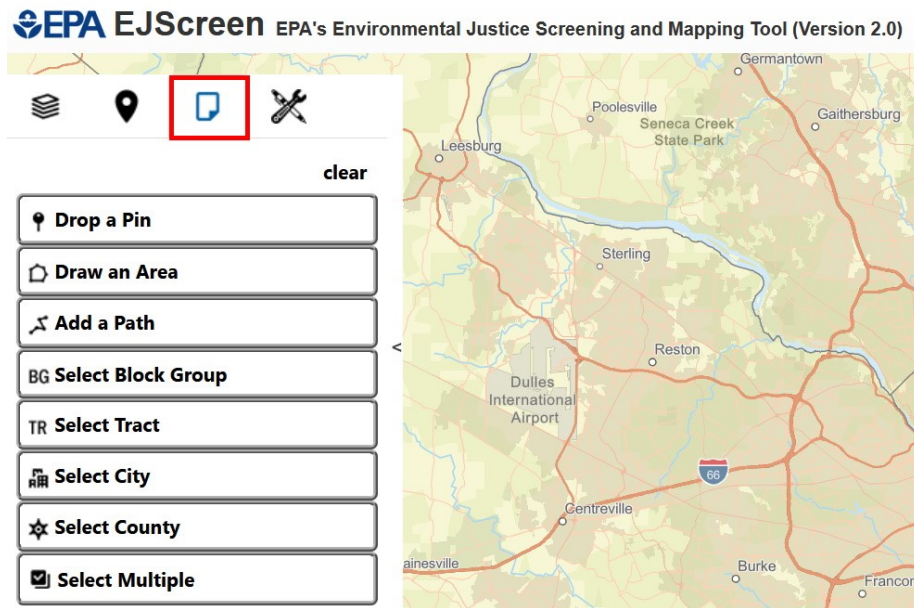 EPA EJScreen EPA's Environmental Justice Screening and Mapping Tool (Version 2.0)
clear
Drop a Pin
Draw an Area
Add a Path
BG Select Block Group
TR Select Tract
Select City
Select County
Select Multiple
<
Germantown
Poolesville
Seneca Creek
State Park
Gaithersburg
Leesburg
Sterling
Reston
Dulles
International
Airport
66
Centreville
ainesville
Burke
Francon